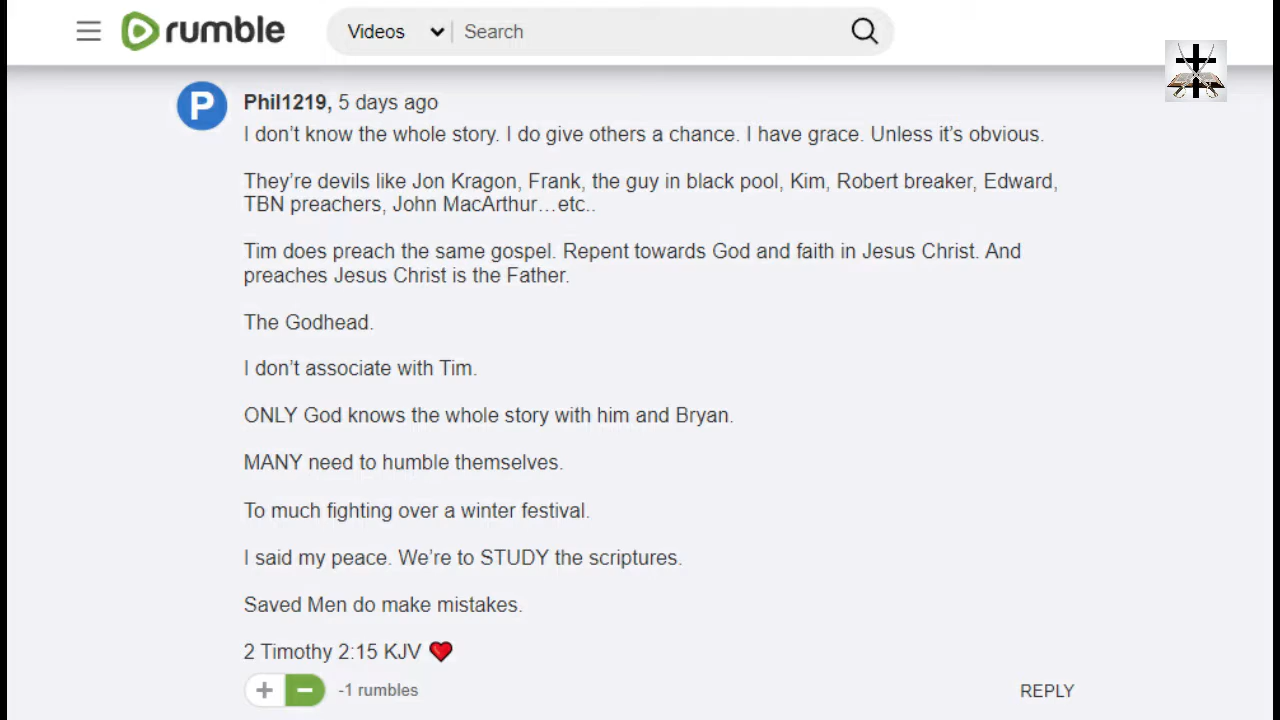 rumble
Videos
Search
P
Phil1219, 5 days ago
I don't know the whole story. I do give others a chance. I have grace. Unless it's obvious.
They're devils like Jon Kragon, Frank, the guy in black pool, Kim, Robert breaker, Edward,
TBN preachers, John MacArthur…etc..
Tim does preach the same gospel. Repent towards God and faith in Jesus Christ. And
preaches Jesus Christ is the Father.
The Godhead.
I don't associate with Tim.
ONLY God knows the whole story with him and Bryan.
MANY need to humble themselves.
To much fighting over a winter festival.
I said my peace. We're to STUDY the scriptures.
Saved Men do make mistakes.
2 Timothy 2:15 KJV ❤️
+ − -1 rumbles
REPLY